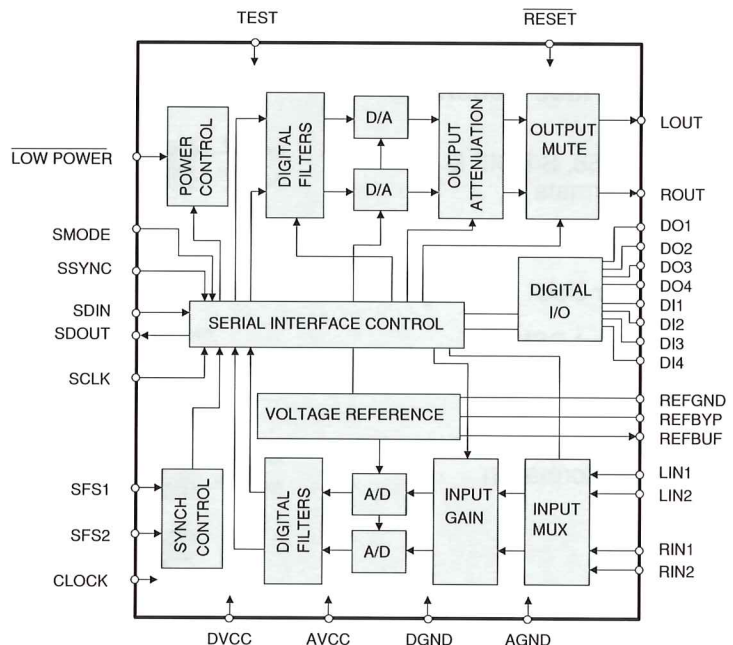 TEST
RESET
LOW POWER
SMODE
SSYNC
SDIN
SDOUT
SCLK
SFS1
SFS2
CLOCK
POWER
CONTROL
DIGITAL
FILTERS
D/A
D/A
OUTPUT
ATTENUATION
OUTPUT
MUTE
LOUT
ROUT
DO1
DO2
DO3
DO4
DI1
DI2
DI3
DI4
DIGITAL
I/O
SERIAL INTERFACE CONTROL
VOLTAGE REFERENCE
REFGND
REFBYP
REFBUF
SYNCH
CONTROL
DIGITAL
FILTERS
A/D
A/D
INPUT
GAIN
INPUT
MUX
LIN1
LIN2
RIN1
RIN2
DVCC
AVCC
DGND
AGND